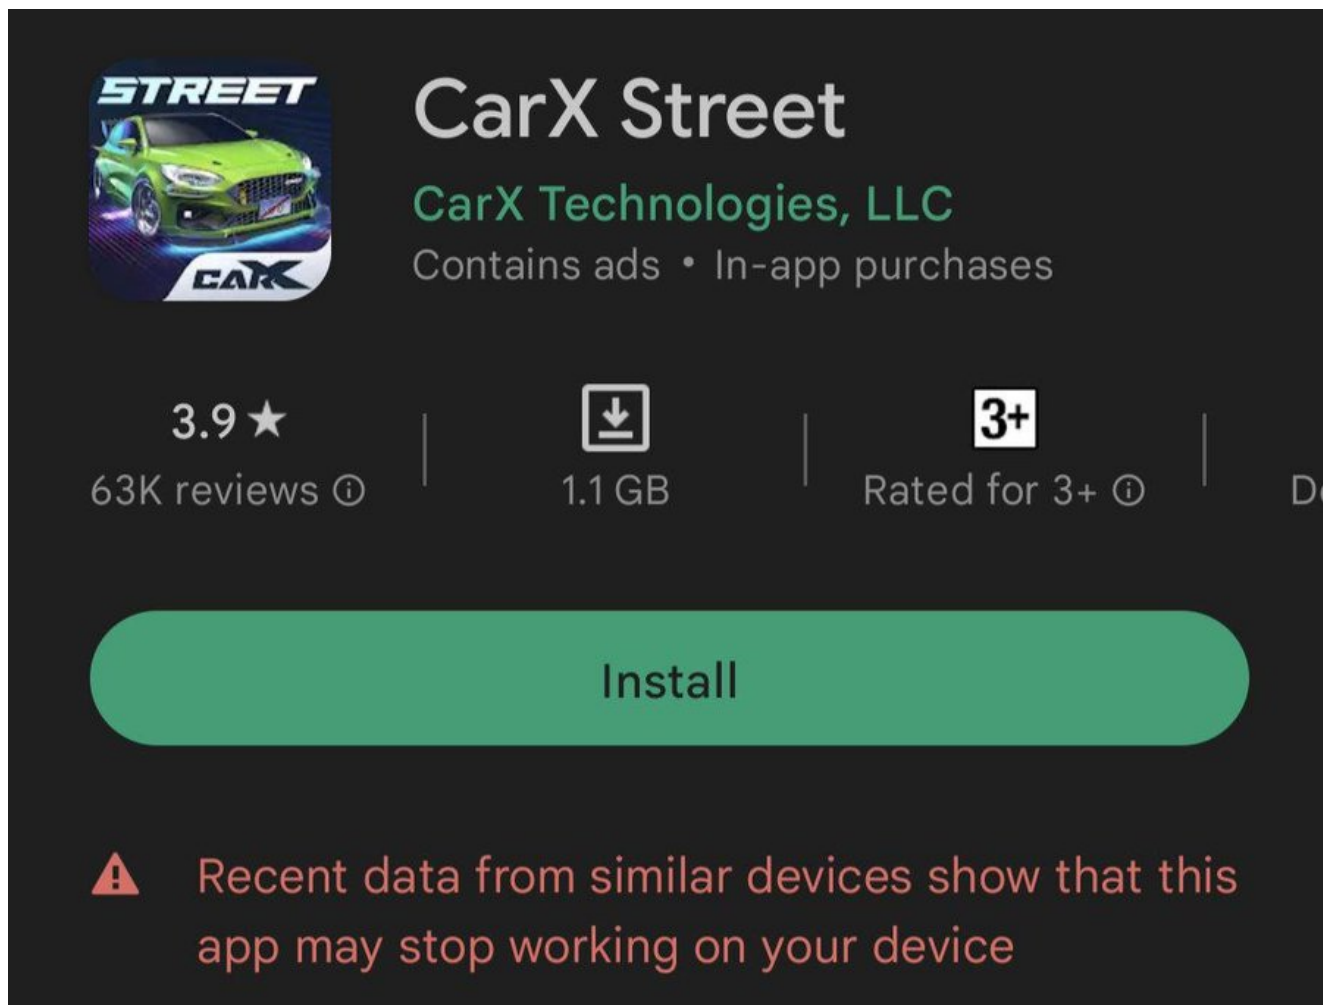 STREET
CARX
CarX Street
CarX Technologies, LLC
Contains ads • In-app purchases
3.9 ★
63K reviews
1.1 GB
3+
Rated for 3+
Install
Recent data from similar devices show that this
app may stop working on your device